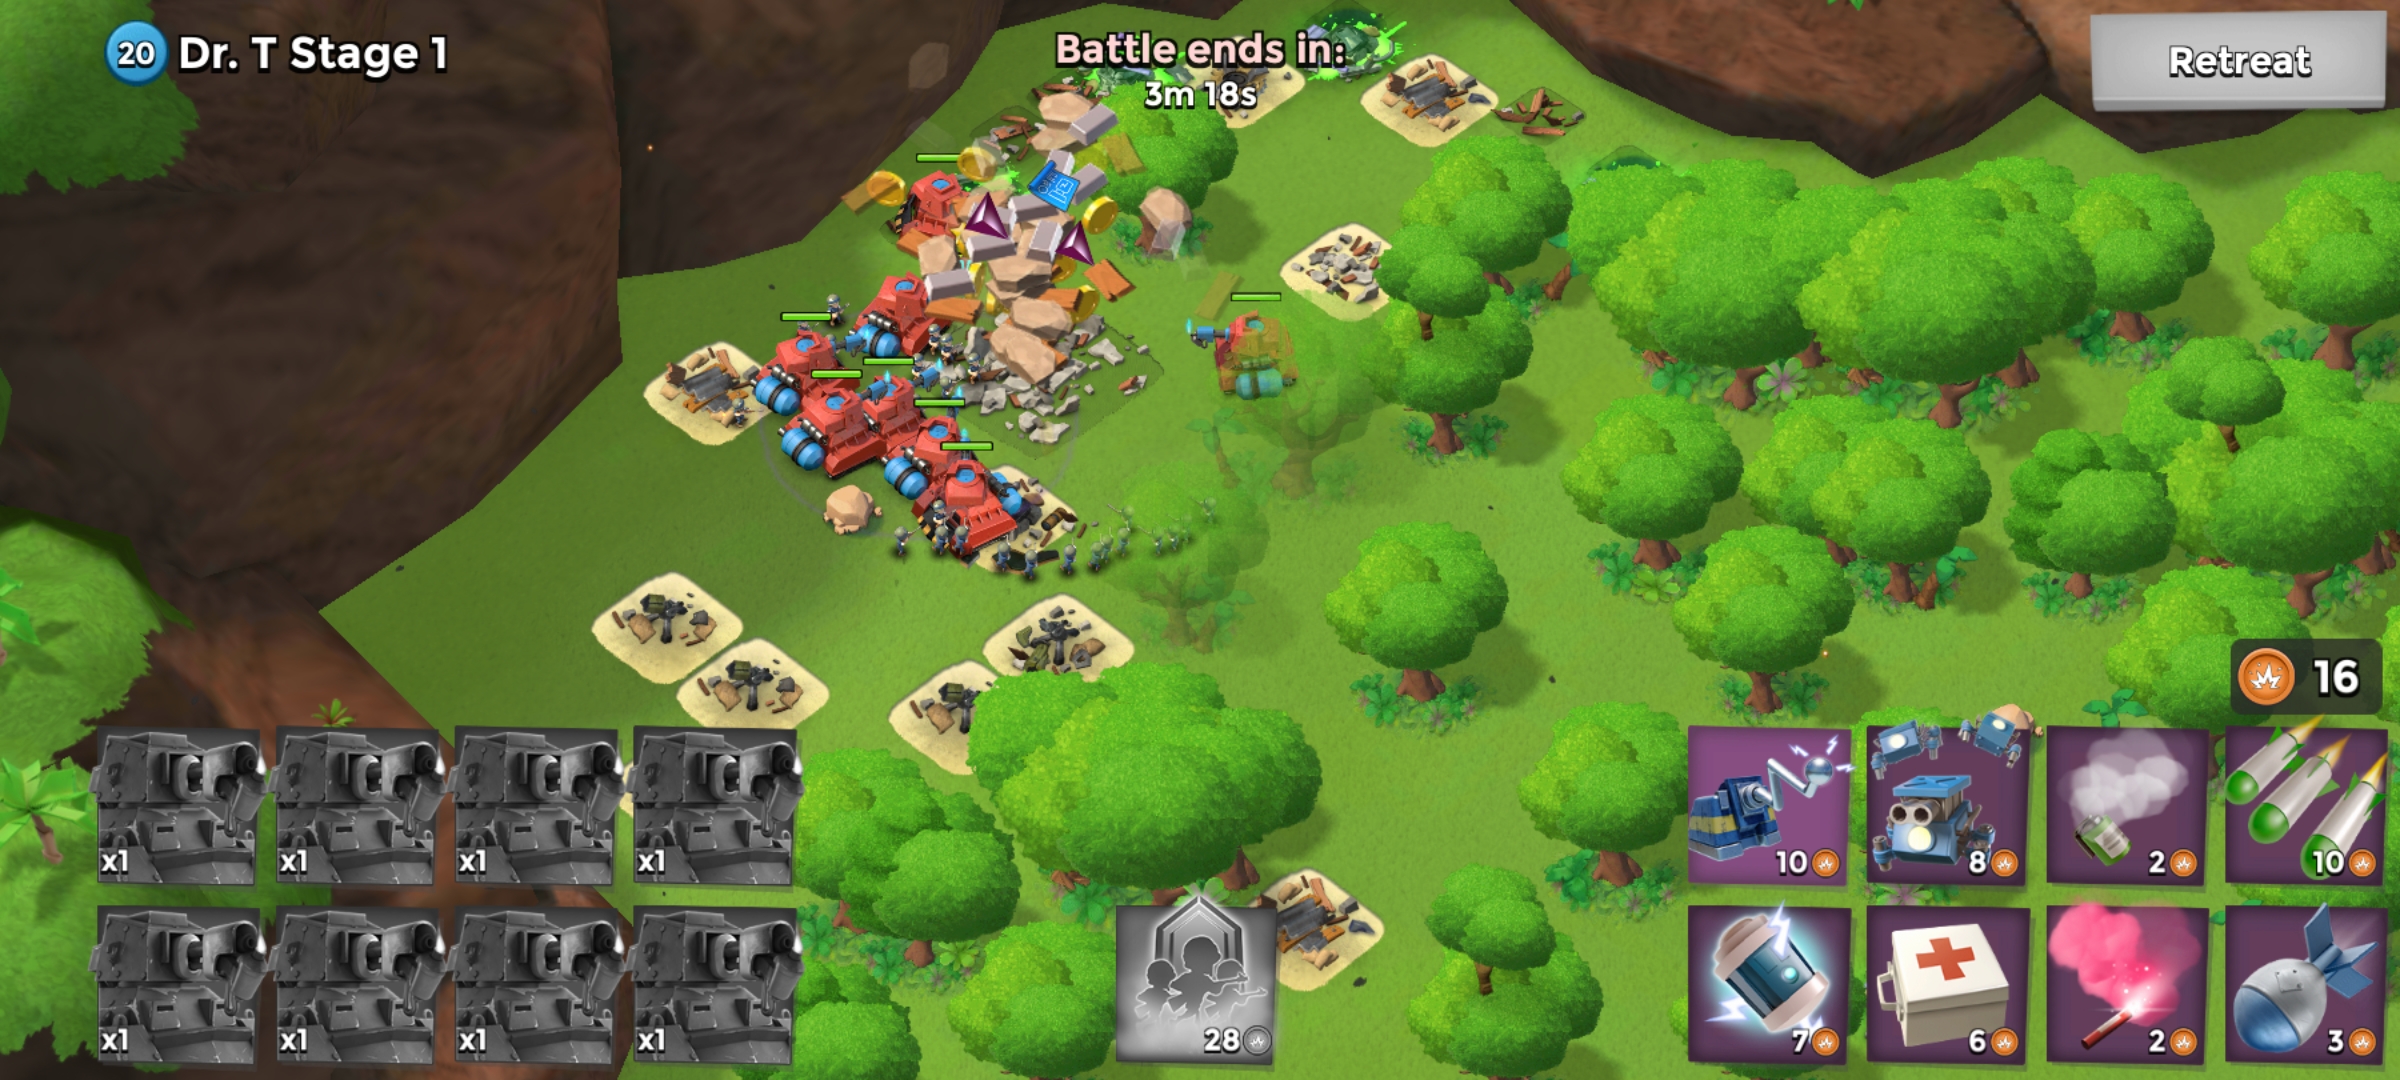 20 Dr. T Stage 1
Battle ends in:
3m 18s
Retreat
16
x1 x1 x1 x1
10 8 2 10
x1 x1 x1 x1
28
7 6 2 3